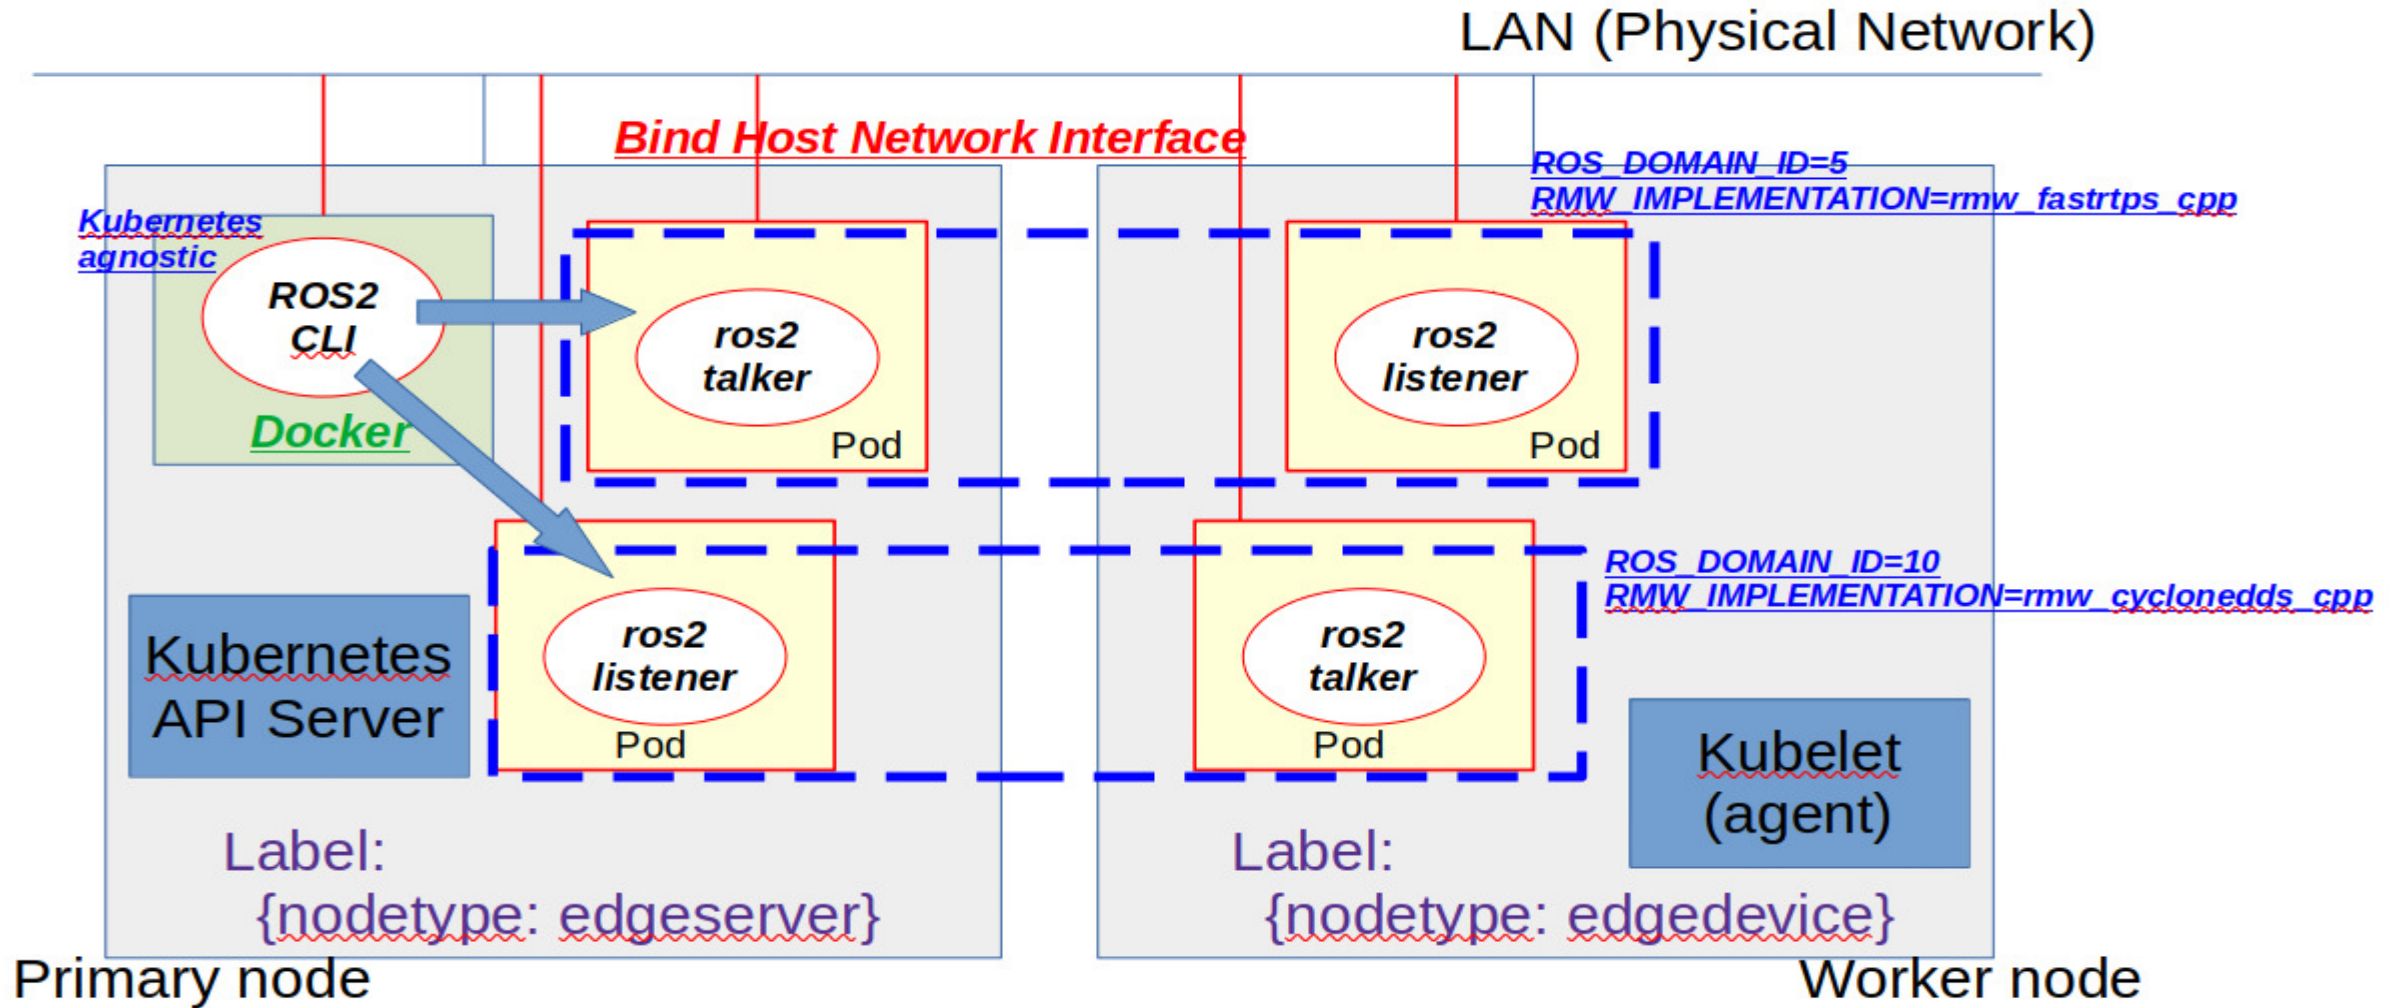 LAN (Physical Network)
Bind Host Network Interface
ROS_DOMAIN_ID=5
RMW_IMPLEMENTATION=rmw_fastrtps_cpp
Kubernetes
agnostic
ROS2
CLI
Docker
ros2
talker
Pod
ros2
listener
Pod
ROS_DOMAIN_ID=10
RMW_IMPLEMENTATION=rmw_cyclonedds_cpp
Kubernetes
API Server
ros2
listener
Pod
ros2
talker
Pod
Kubelet
(agent)
Label:
{nodetype: edgeserver}
Label:
{nodetype: edgedevice}
Primary node
Worker node